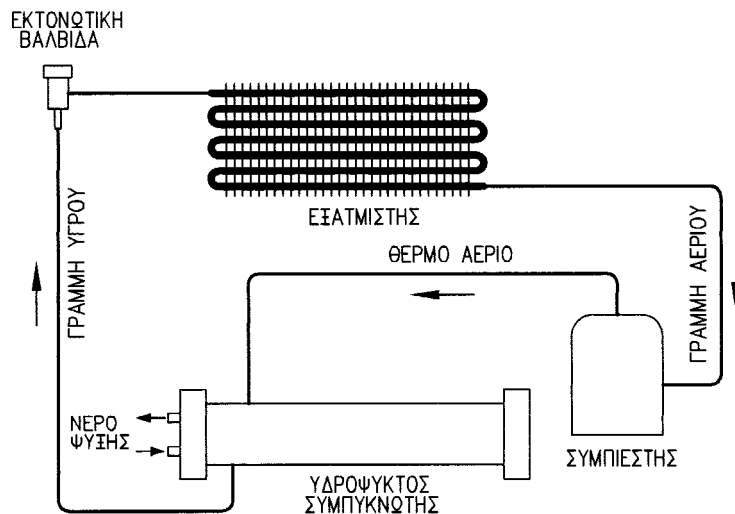 ΕΚΤΟΝΩΤΙΚΗ
ΒΑΛΒΙΔΑ
ΕΞΑΤΜΙΣΤΗΣ
ΓΡΑΜΜΗ ΥΓΡΟΥ
ΘΕΡΜΟ ΑΕΡΙΟ
ΓΡΑΜΜΗ ΑΕΡΙΟΥ
ΝΕΡΟ
ΨΥΞΗΣ
ΣΥΜΠΙΕΣΤΗΣ
ΥΔΡΟΨΥΚΤΟΣ
ΣΥΜΠΥΚΝΩΤΗΣ